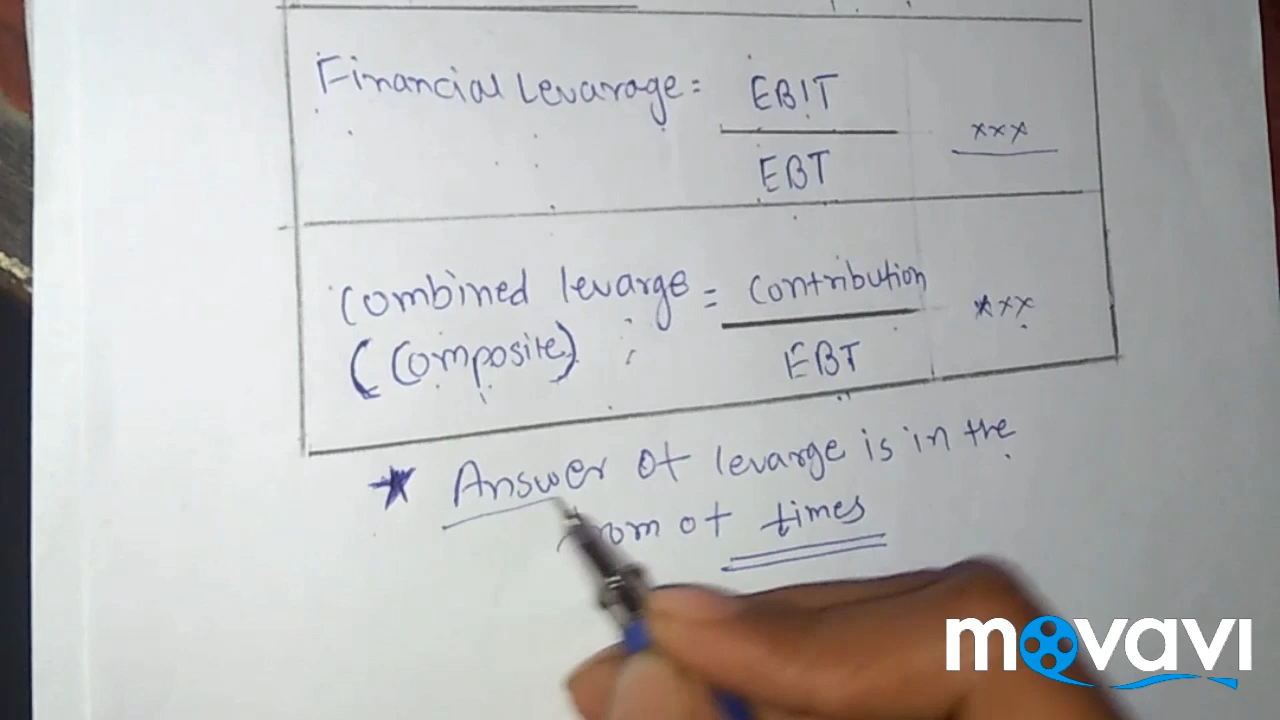 Financial Levarage = EBIT
EBT
xxx
Combined levarge = Contribution
(Composite)
EBT
xxx
★ Answer of levarge is in the
from of times
movavi